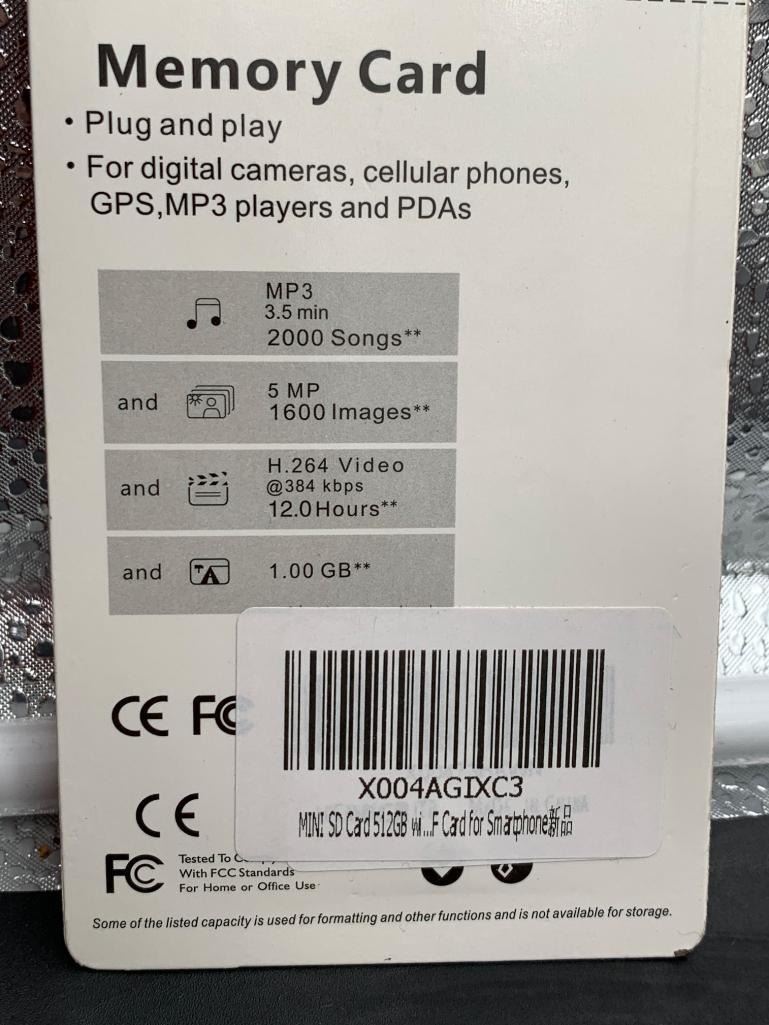 Memory Card
• Plug and play
• For digital cameras, cellular phones,
GPS,MP3 players and PDAs
MP3
3.5 min
2000 Songs**
and
5 MP
1600 Images**
and
H.264 Video
@384 kbps
12.0Hours**
and
1.00 GB**
CE FC
X004AGIXC3
MINI SD Card 512GB wi...F Card for Smartphone新品
CE
FC
Tested To
With FCC Standards
For Home or Office Use
Some of the listed capacity is used for formatting and other functions and is not available for storage.